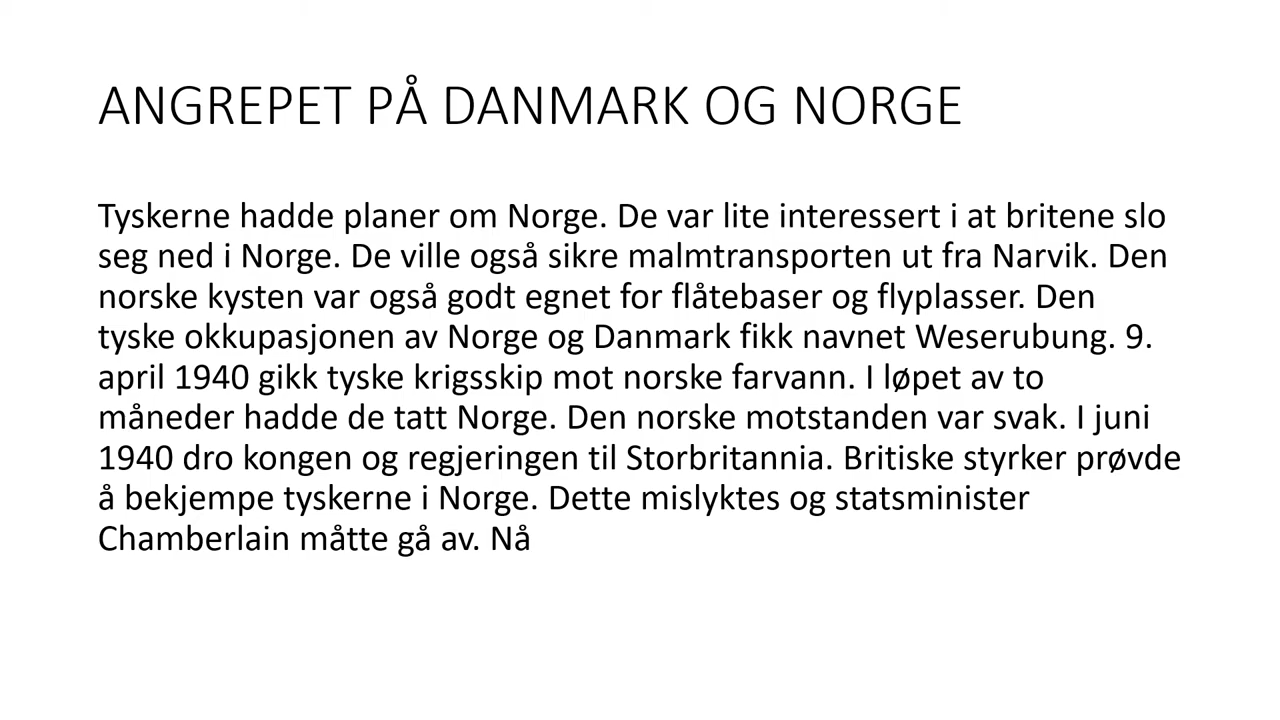 ANGREPET PÅ DANMARK OG NORGE
Tyskerne hadde planer om Norge. De var lite interessert i at britene slo
seg ned i Norge. De ville også sikre malmtransporten ut fra Narvik. Den
norske kysten var også godt egnet for flåtebaser og flyplasser. Den
tyske okkupasjonen av Norge og Danmark fikk navnet Weserubung. 9.
april 1940 gikk tyske krigsskip mot norske farvann. I løpet av to
måneder hadde de tatt Norge. Den norske motstanden var svak. I juni
1940 dro kongen og regjeringen til Storbritannia. Britiske styrker prøvde
å bekjempe tyskerne i Norge. Dette mislyktes og statsminister
Chamberlain måtte gå av. Nå